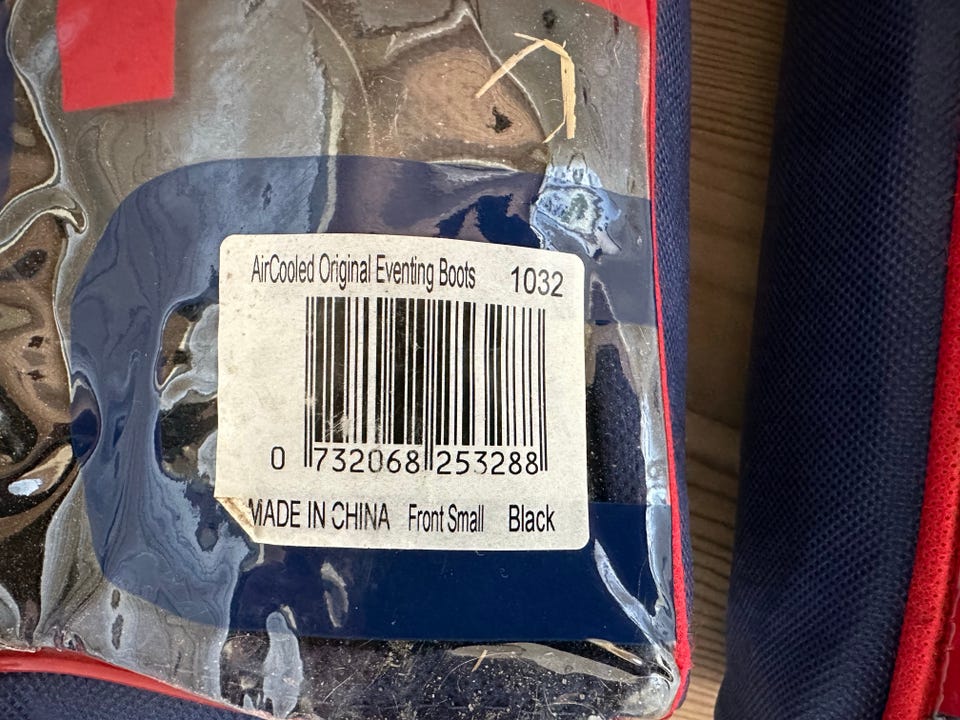 AirCooled Original Eventing Boots 1032
0 732068 253288
MADE IN CHINA Front Small Black